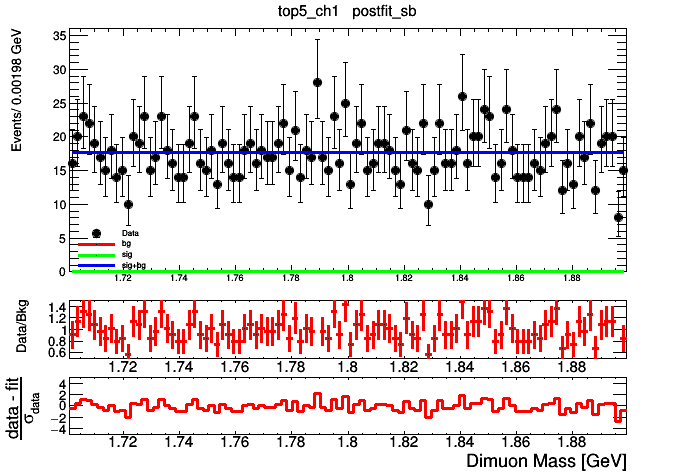 top5_ch1 postfit_sb
Events/ 0.00198 GeV
35
30
25
20
15
10
5
0
Data
bg
sig
sig+bg
1.72 1.74 1.76 1.78 1.8 1.82 1.84 1.86 1.88
Data/Bkg
1.4
1.2
1
0.8
0.6
1.72 1.74 1.76 1.78 1.8 1.82 1.84 1.86 1.88
data - fit
σdata
4
2
0
−2
−4
1.72 1.74 1.76 1.78 1.8 1.82 1.84 1.86 1.88
Dimuon Mass [GeV]